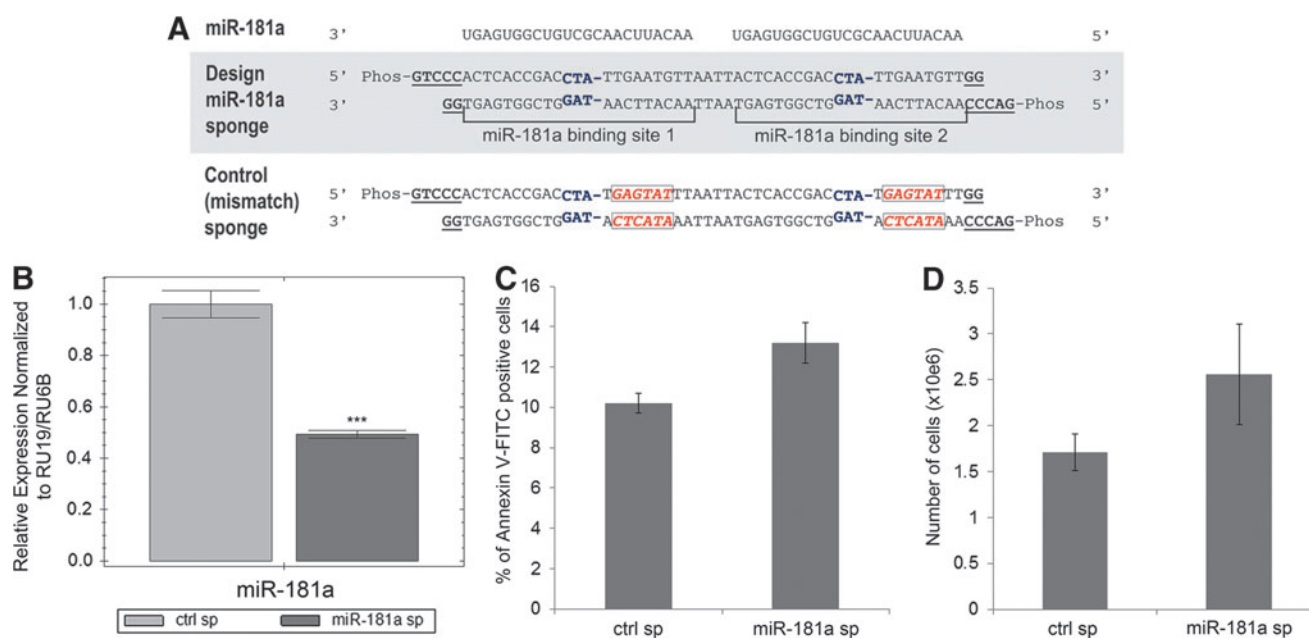 A
miR-181a 3' UGAGUGGCUGUCGCAACUUACAA UGAGUGGCUGUCGCAACUUACAA 5'
Design miR-181a sponge
5' Phos-GTCCCACTCACCGACCTA-TTGAATGTTAATTACTCACCGACCTA-TTGAATGTTGG 3'
3' GGTGAGTGGCTGGAT-AACTTACAATTAATGAGTGGCTGGAT-AACTTACAACCCAG-Phos 5'
miR-181a binding site 1 miR-181a binding site 2
Control (mismatch) sponge
5' Phos-GTCCCACTCACCGACCTA-TGAGTATTTAATTACTCACCGACCTA-TGAGTATTTGG 3'
3' GGTGAGTGGCTGGAT-ACTCATAAATTAATGAGTGGCTGGAT-ACTCATAAACCCAG-Phos 5'
B
Relative Expression Normalized
to RU19/RU6B
1.0
0.8
0.6
0.4
0.2
0.0
***
miR-181a
ctrl sp miR-181a sp
C
% of Annexin V-FITC positive cells
16
14
12
10
8
6
4
2
0
ctrl sp miR-181a sp
D
Number of cells (x10e6)
3.5
3
2.5
2
1.5
1
0.5
0
ctrl sp miR-181a sp